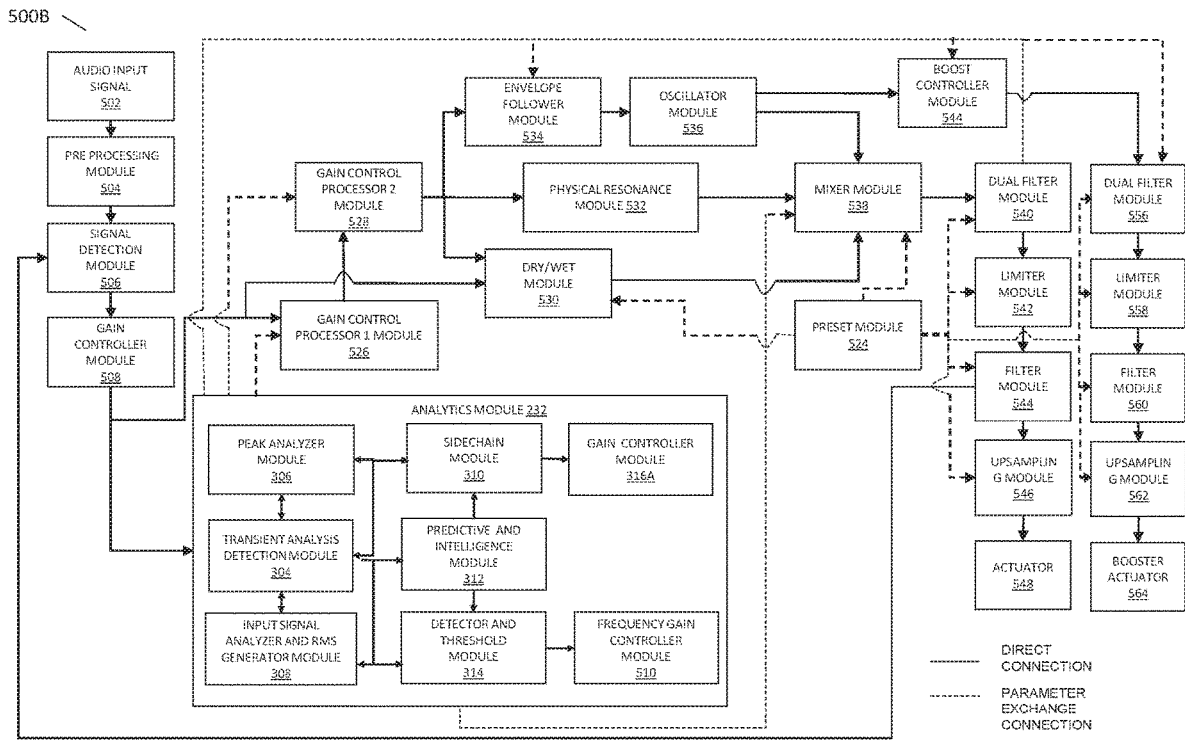 500B
AUDIO INPUT
SIGNAL
502
PRE PROCESSING
MODULE
504
SIGNAL
DETECTION
MODULE
506
GAIN
CONTROLLER
MODULE
508
GAIN CONTROL
PROCESSOR 2
MODULE
528
GAIN CONTROL
PROCESSOR 1 MODULE
526
ENVELOPE
FOLLOWER
MODULE
534
OSCILLATOR
MODULE
536
PHYSICAL RESONANCE
MODULE 532
DRY/WET
MODULE
530
BOOST
CONTROLLER
MODULE
544
MIXER MODULE
538
PRESET MODULE
524
DUAL FILTER
MODULE
540
LIMITER
MODULE
542
FILTER
MODULE
544
UPSAMPLIN
G MODULE
546
ACTUATOR
548
DUAL FILTER
MODULE
556
LIMITER
MODULE
558
FILTER
MODULE
560
UPSAMPLIN
G MODULE
562
BOOSTER
ACTUATOR
564
ANALYTICS MODULE 232
PEAK ANALYZER
MODULE
306
TRANSIENT ANALYSIS
DETECTION MODULE
304
INPUT SIGNAL
ANALYZER AND RMS
GENERATOR MODULE
308
SIDECHAIN
MODULE
310
PREDICTIVE AND
INTELLIGENCE
MODULE
312
DETECTOR AND
THRESHOLD
MODULE
314
GAIN CONTROLLER
MODULE
316A
FREQUENCY GAIN
CONTROLLER
MODULE
510
DIRECT
CONNECTION
PARAMETER
EXCHANGE
CONNECTION